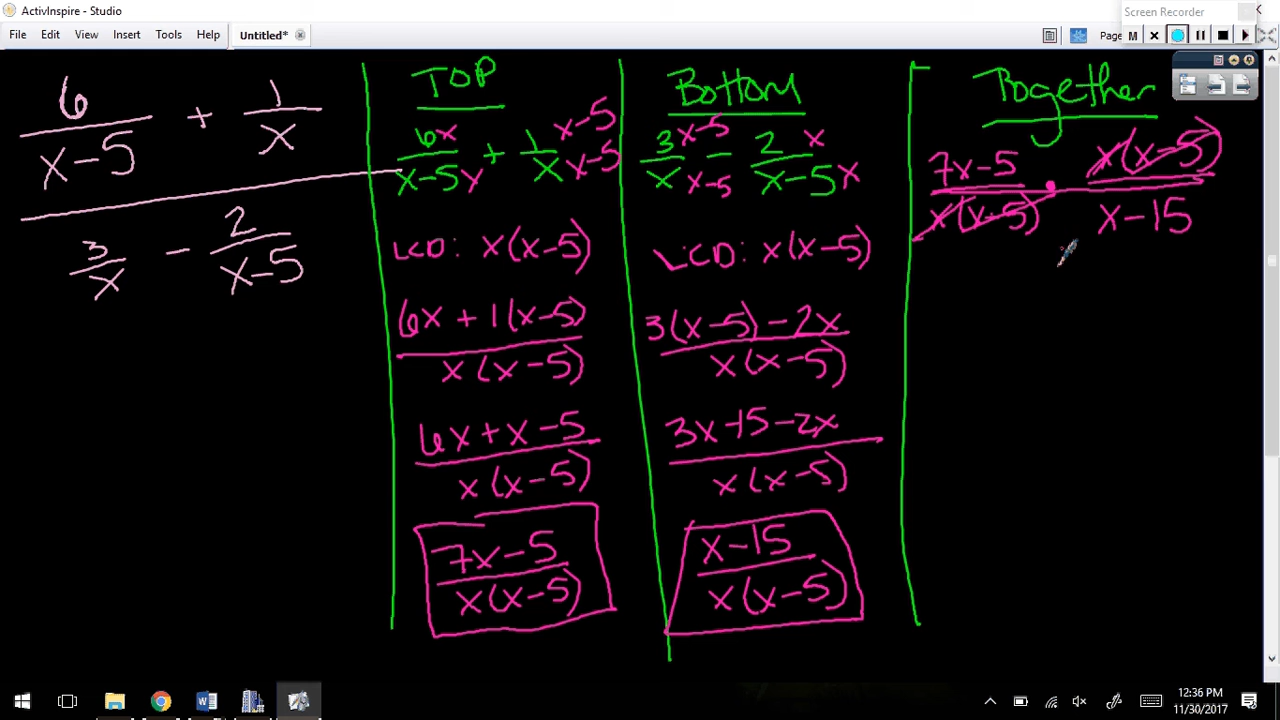 ActivInspire - Studio
Screen Recorder
File Edit View Insert Tools Help Untitled*
Page
M
6/(x-5) + 1/x
3/x - 2/(x-5)
TOP
6x/(x-5)x + 1/x x-5/x-5
LCD: x(x-5)
6x + 1(x-5)
x(x-5)
6x+x-5
x(x-5)
7x-5
x(x-5)
Bottom
3/x x-5/x-5 - 2/(x-5) x/x
LCD: x(x-5)
3(x-5) - 2x
x(x-5)
3x-15-2x
x(x-5)
x-15
x(x-5)
Together
7x-5/x(x-5) • x(x-5)/x-15
12:36 PM
11/30/2017